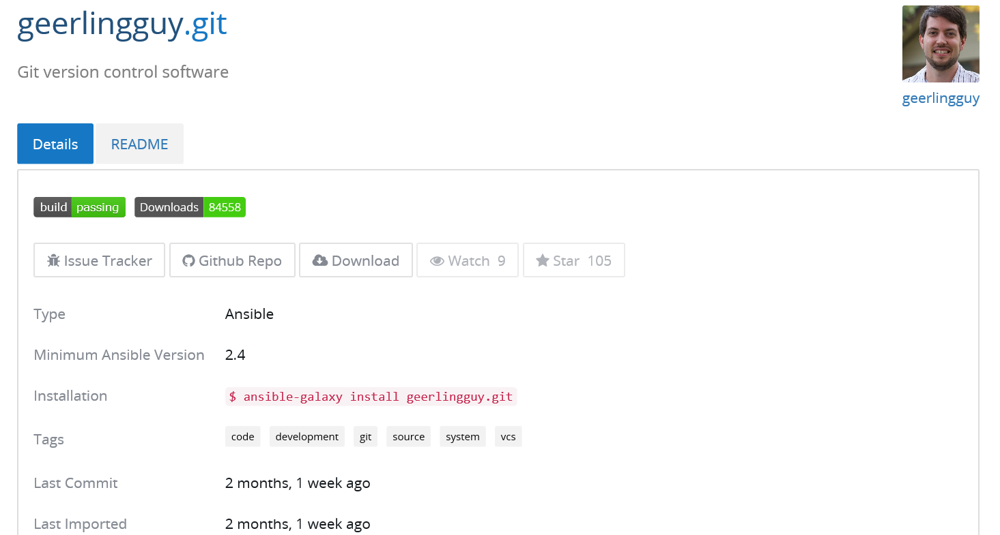 geerlingguy.git
Git version control software
geerlingguy
Details README
build passing Downloads 84558
Issue Tracker Github Repo Download Watch 9 Star 105
Type Ansible
Minimum Ansible Version 2.4
Installation $ ansible-galaxy install geerlingguy.git
Tags code development git source system vcs
Last Commit 2 months, 1 week ago
Last Imported 2 months, 1 week ago